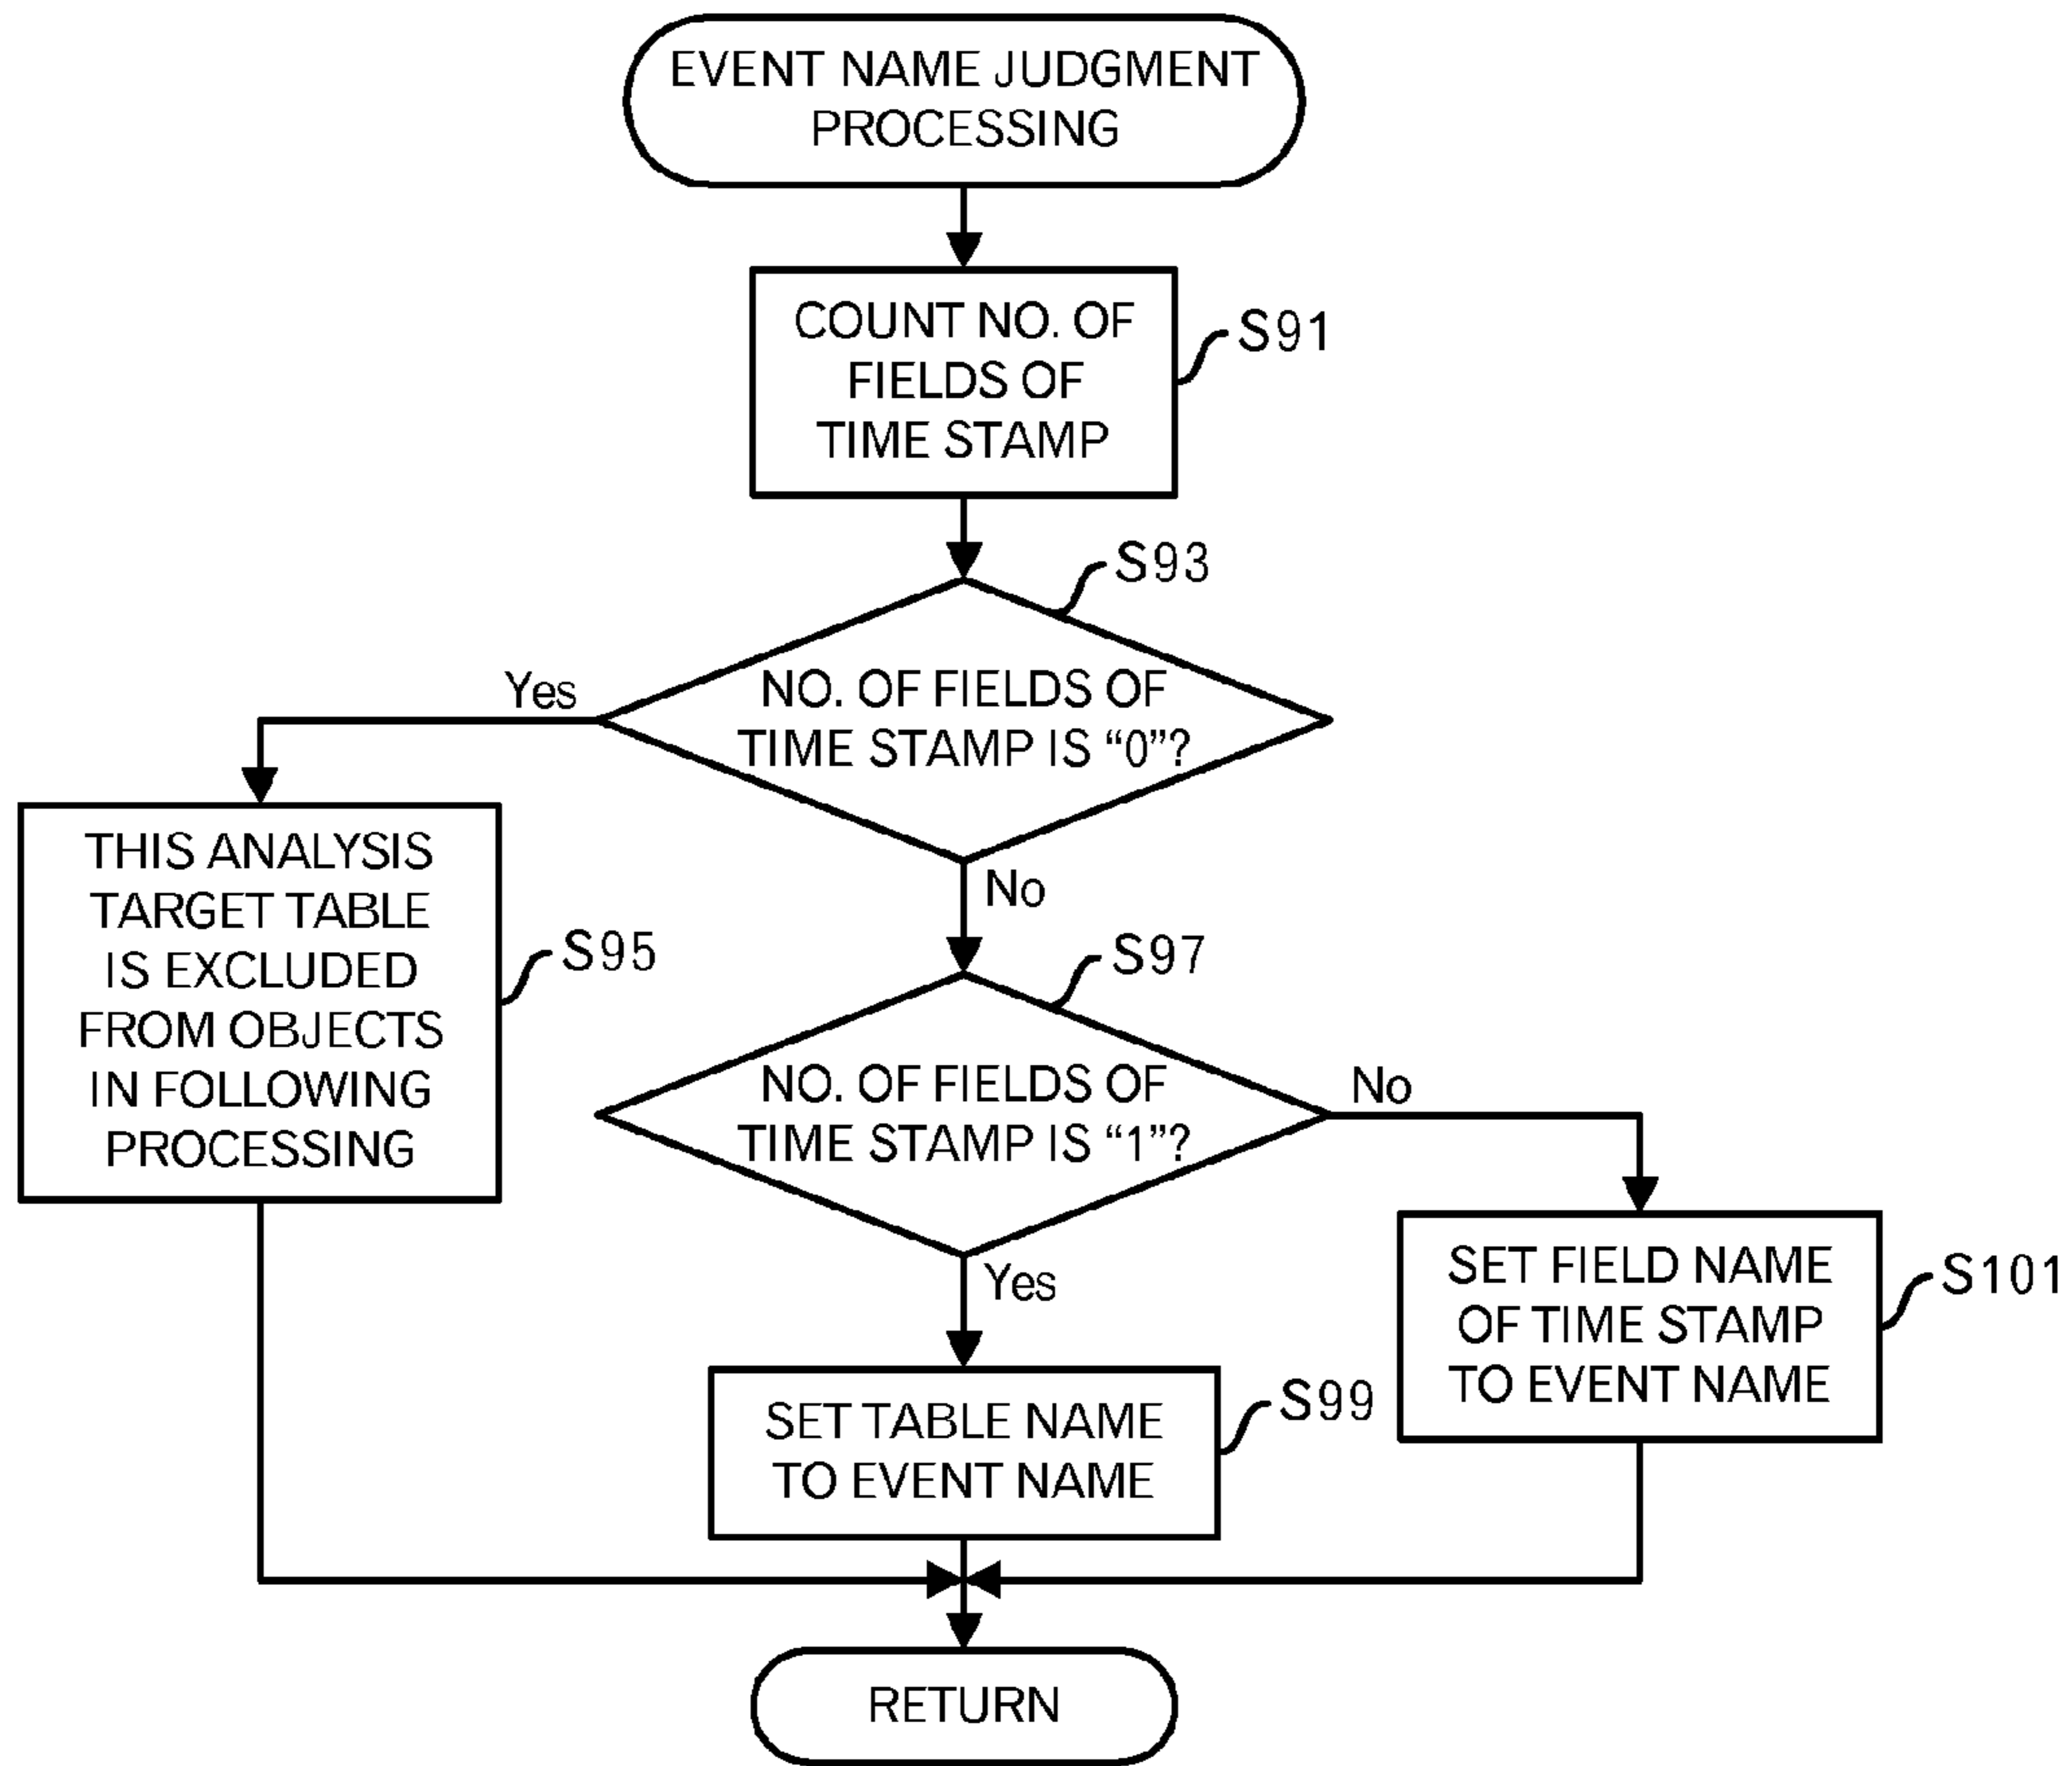 EVENT NAME JUDGMENT
PROCESSING
COUNT NO. OF
FIELDS OF
TIME STAMP
S91
S93
NO. OF FIELDS OF
TIME STAMP IS “0”?
Yes
No
THIS ANALYSIS
TARGET TABLE
IS EXCLUDED
FROM OBJECTS
IN FOLLOWING
PROCESSING
S95
S97
NO. OF FIELDS OF
TIME STAMP IS “1”?
No
Yes
SET FIELD NAME
OF TIME STAMP
TO EVENT NAME
S101
SET TABLE NAME
TO EVENT NAME
S99
RETURN